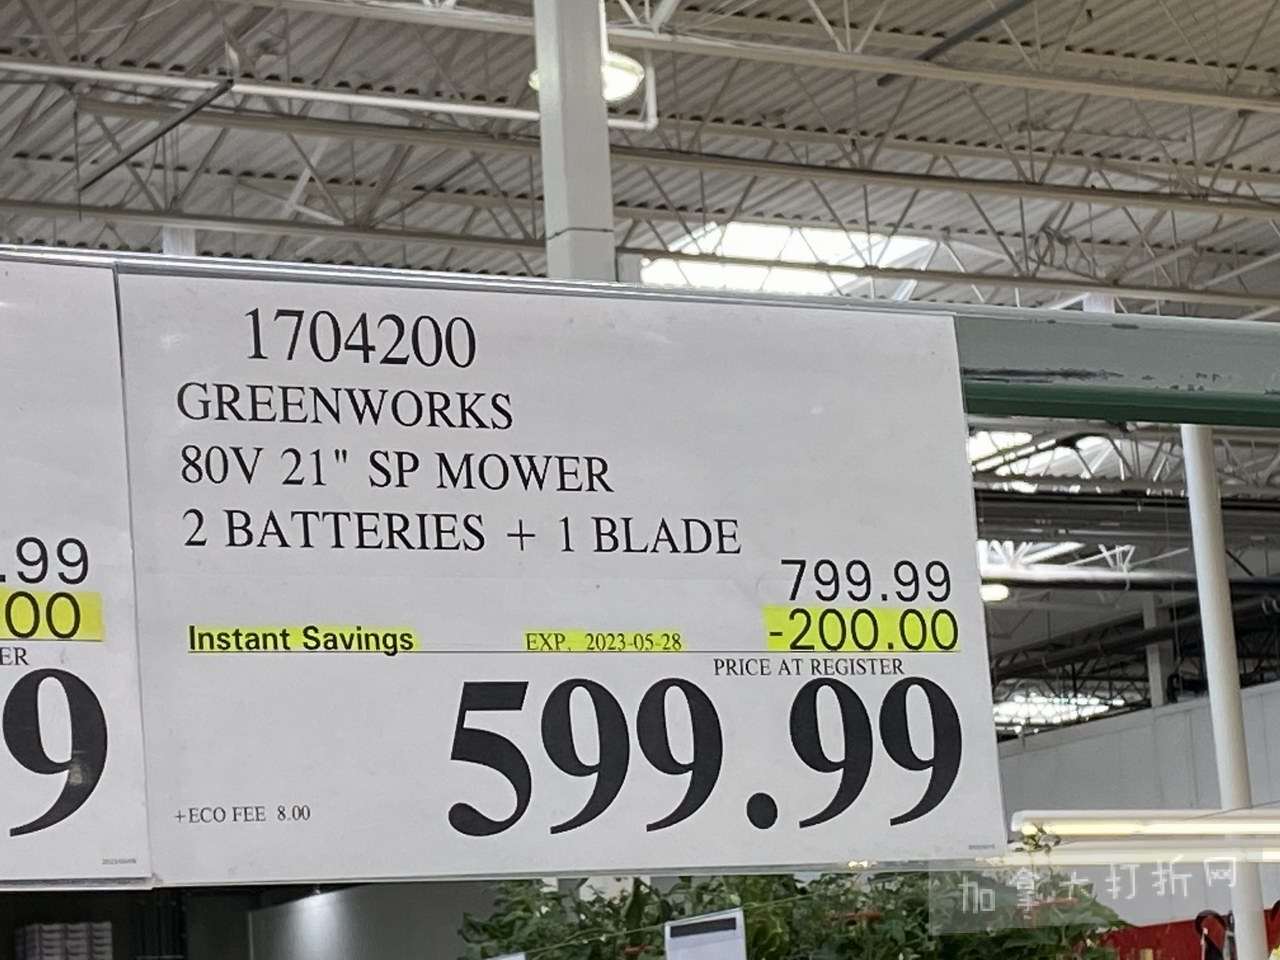 1704200
GREENWORKS
80V 21" SP MOWER
2 BATTERIES + 1 BLADE
799.99
Instant Savings EXP. 2023-05-28 -200.00
PRICE AT REGISTER
599.99
+ECO FEE 8.00
.99
00
ER
9
加拿大打折网